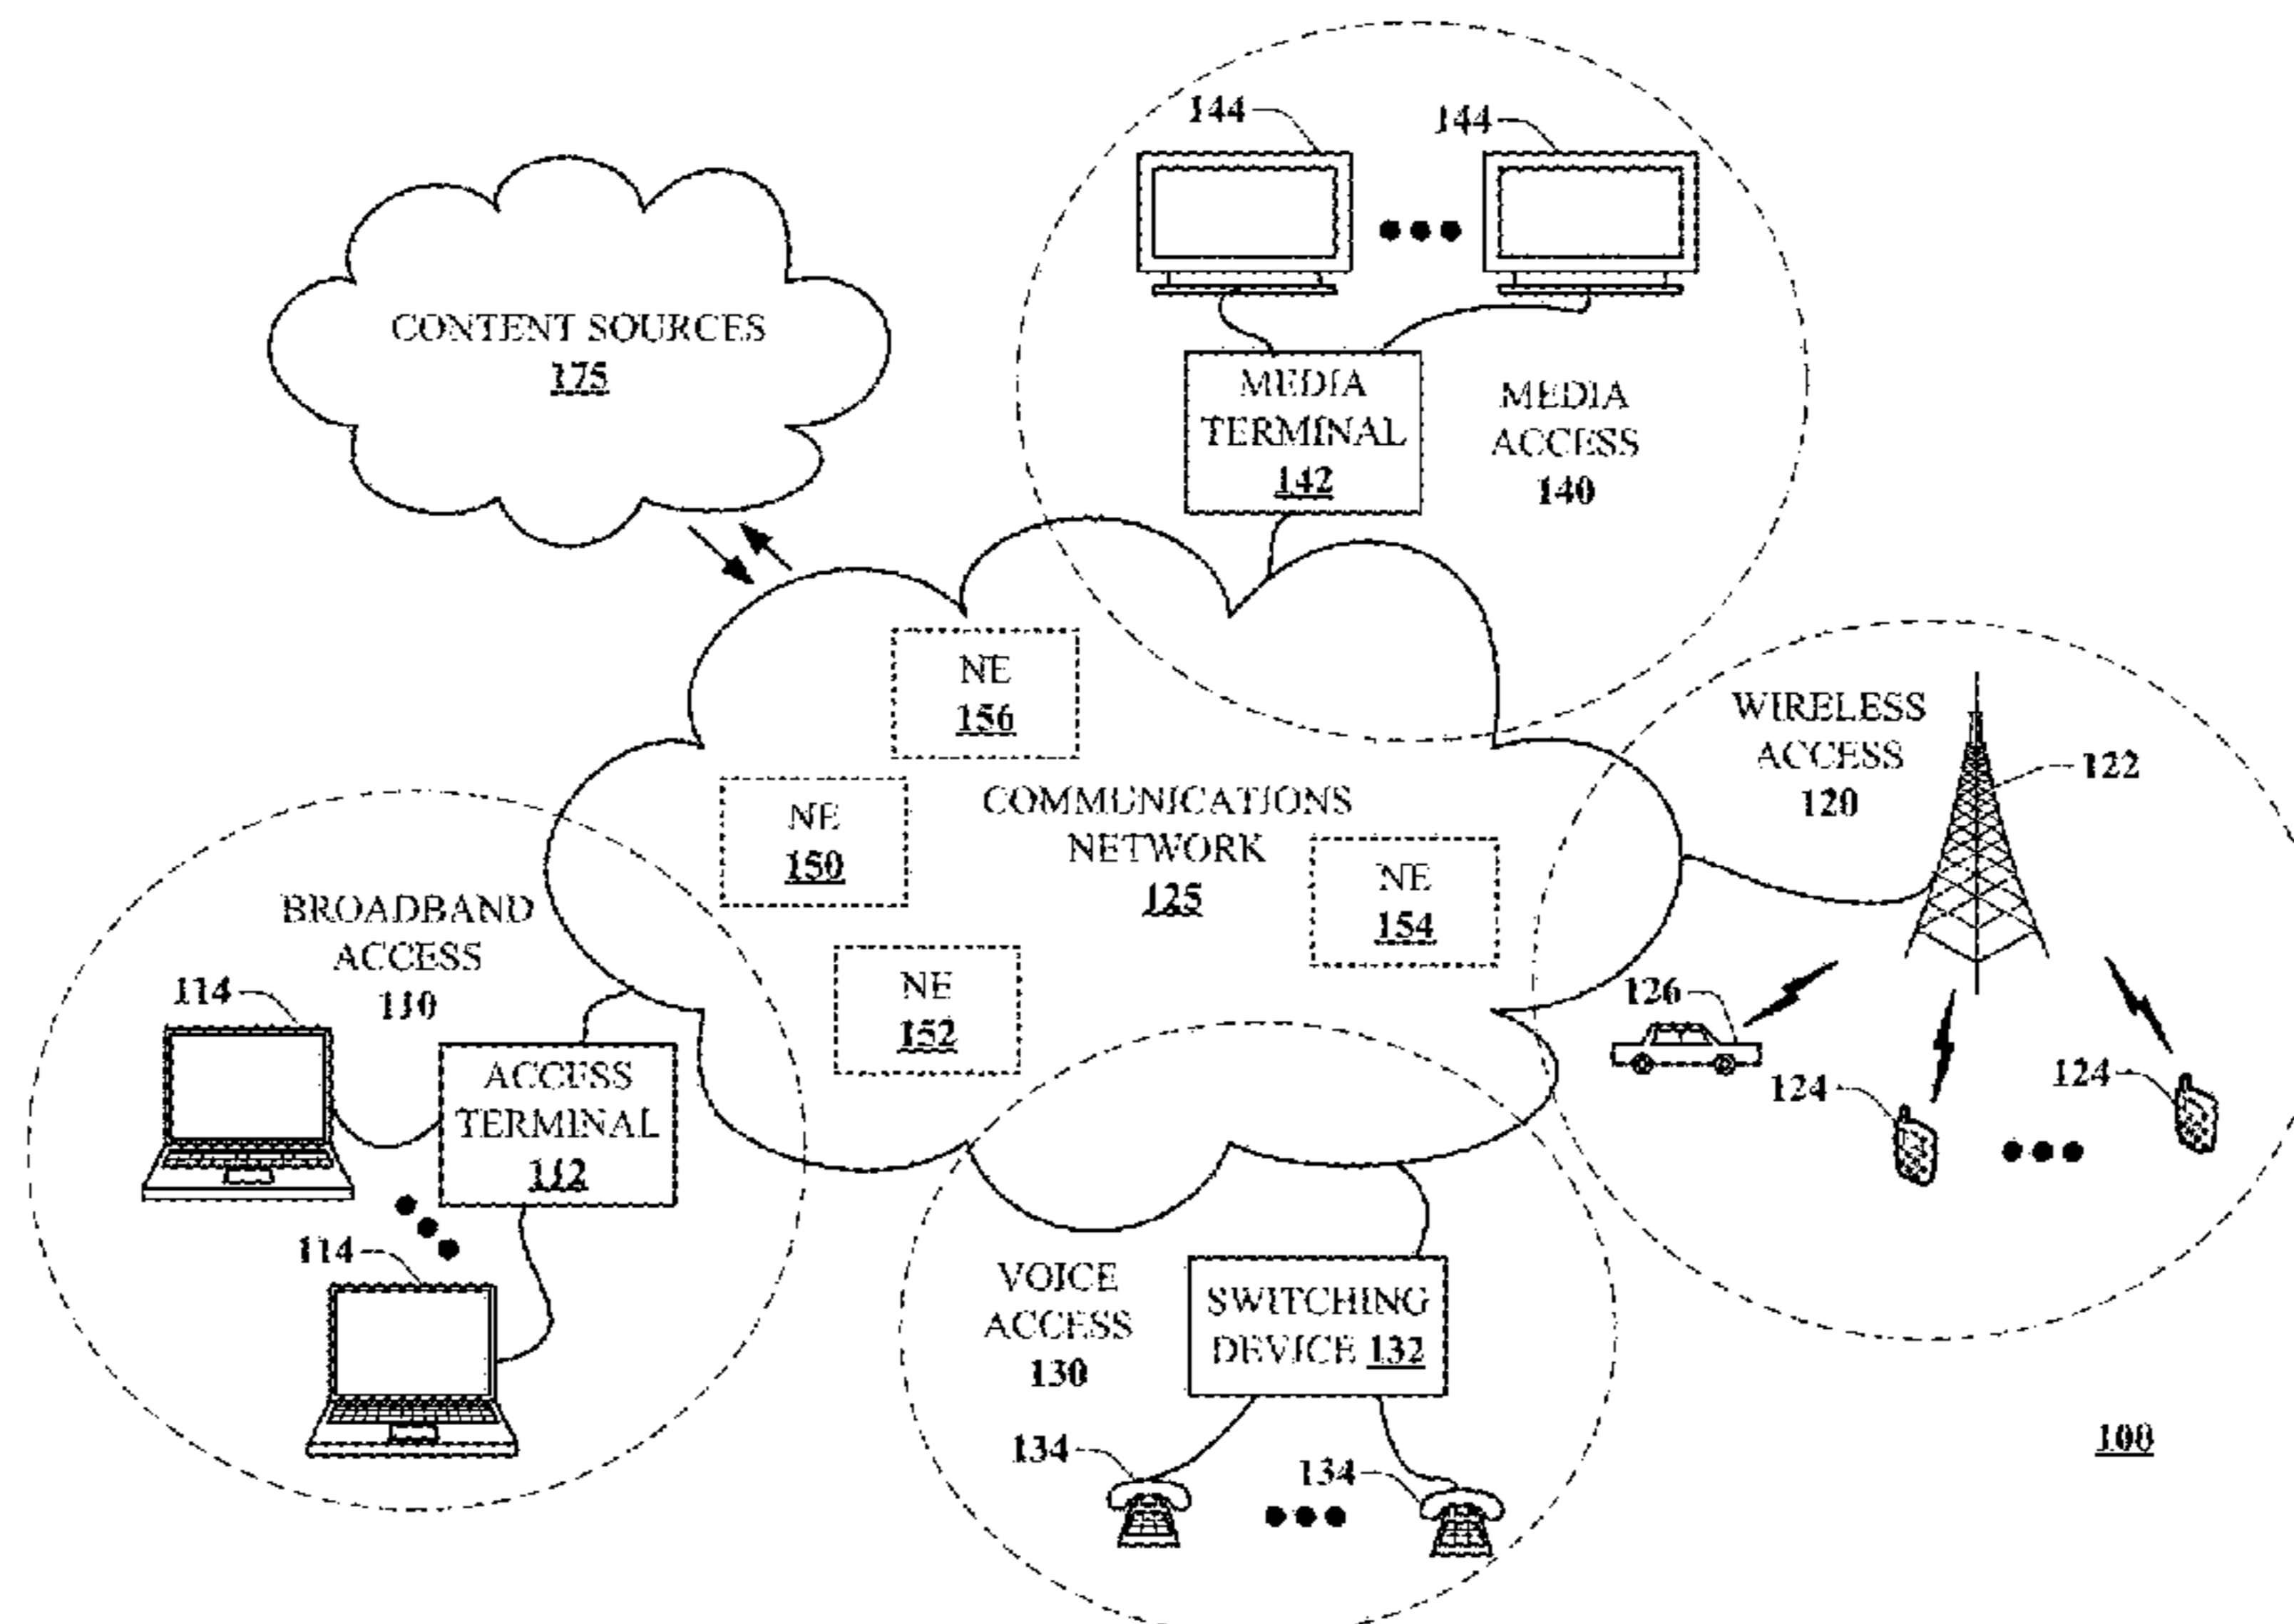 144
144
CONTENT SOURCES
175
MEDIA
TERMINAL
142
MEDIA
ACCESS
140
NE
156
WIRELESS
ACCESS
120
122
NE
150
COMMUNICATIONS
NETWORK
125
NE
154
BROADBAND
ACCESS
110
114
NE
152
126
124
124
ACCESS
TERMINAL
112
114
VOICE
ACCESS
130
SWITCHING
DEVICE 132
134
134
100